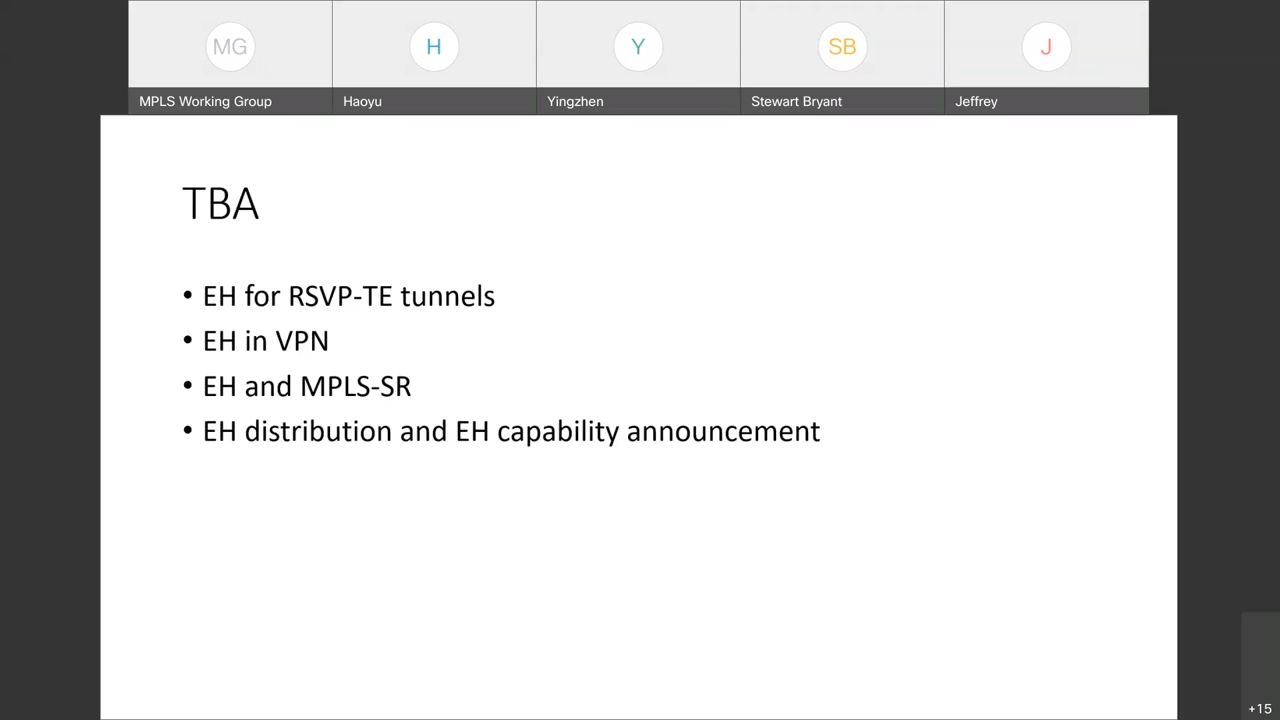 MG
H
Y
SB
J
MPLS Working Group
Haoyu
Yingzhen
Stewart Bryant
Jeffrey
TBA
• EH for RSVP-TE tunnels
• EH in VPN
• EH and MPLS-SR
• EH distribution and EH capability announcement
+15